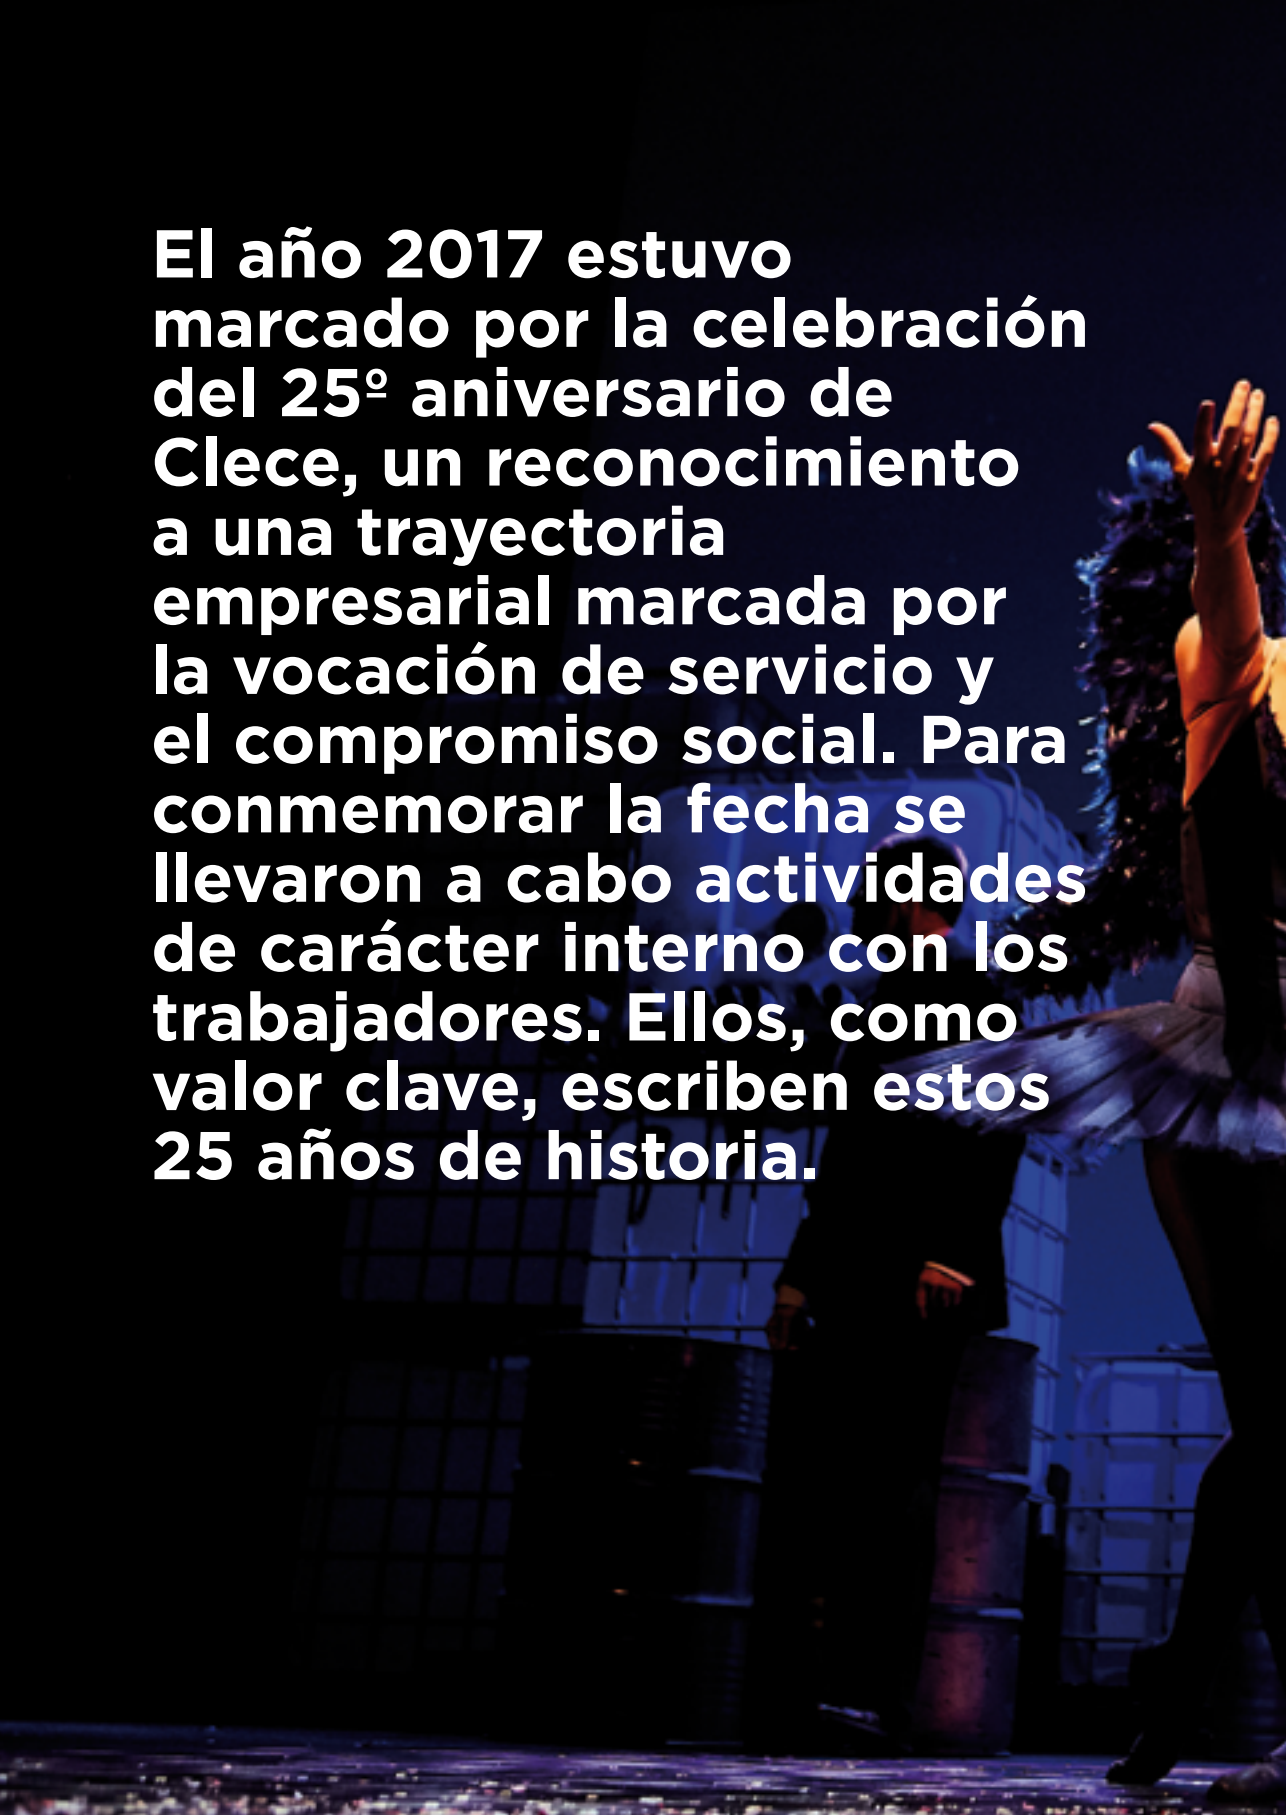 El año 2017 estuvo
marcado por la celebración
del 25º aniversario de
Clece, un reconocimiento
a una trayectoria
empresarial marcada por
la vocación de servicio y
el compromiso social. Para
conmemorar la fecha se
llevaron a cabo actividades
de carácter interno con los
trabajadores. Ellos, como
valor clave, escriben estos
25 años de historia.